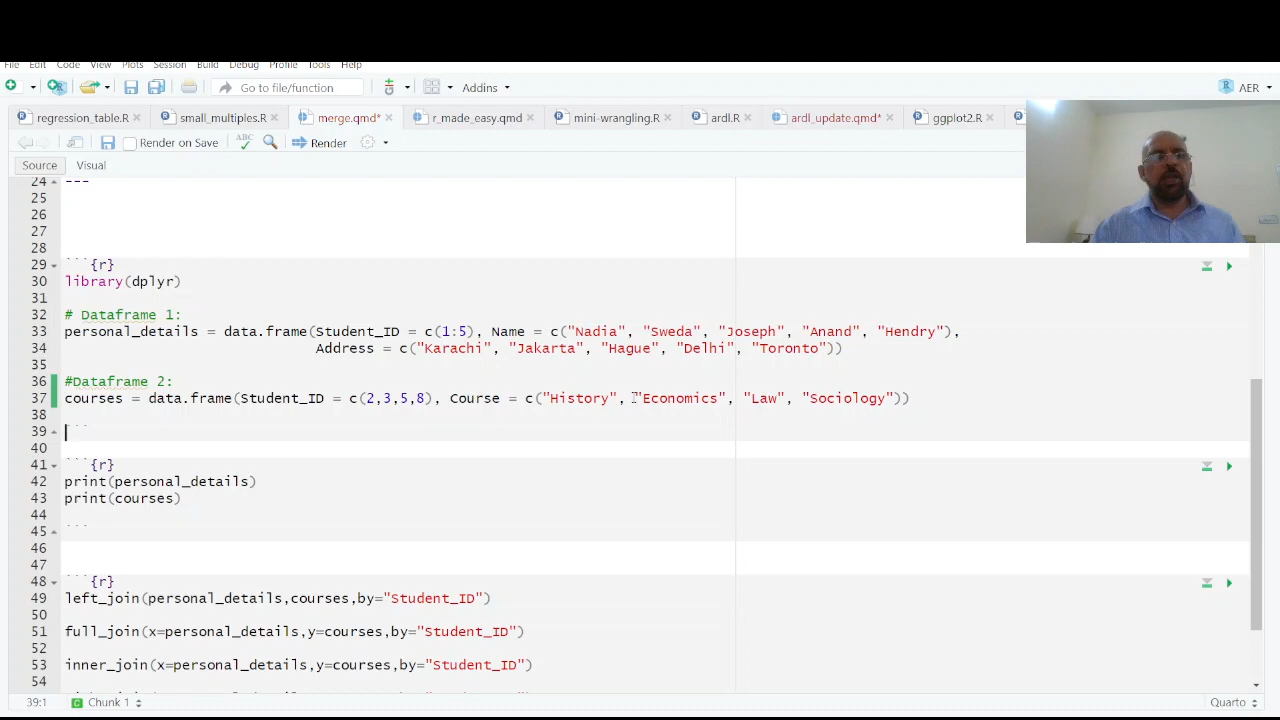 File Edit Code View Plots Session Build Debug Profile Tools Help
Go to file/function Addins AER
regression_table.R small_multiples.R merge.qmd* r_made_easy.qmd mini-wrangling.R ardl.R ardl_update.qmd* ggplot2.R
Render on Save ABC Render
Source Visual
24 ---
25
26
27
28
29 ```{r}
30 library(dplyr)
31
32 # Dataframe 1:
33 personal_details = data.frame(Student_ID = c(1:5), Name = c("Nadia", "Sweda", "Joseph", "Anand", "Hendry"),
34 Address = c("Karachi", "Jakarta", "Hague", "Delhi", "Toronto"))
35
36 #Dataframe 2:
37 courses = data.frame(Student_ID = c(2,3,5,8), Course = c("History", "Economics", "Law", "Sociology"))
38
39 ```
40
41 ```{r}
42 print(personal_details)
43 print(courses)
44
45 ```
46
47
48 ```{r}
49 left_join(personal_details,courses,by="Student_ID")
50
51 full_join(x=personal_details,y=courses,by="Student_ID")
52
53 inner_join(x=personal_details,y=courses,by="Student_ID")
54
39:1 Chunk 1 Quarto